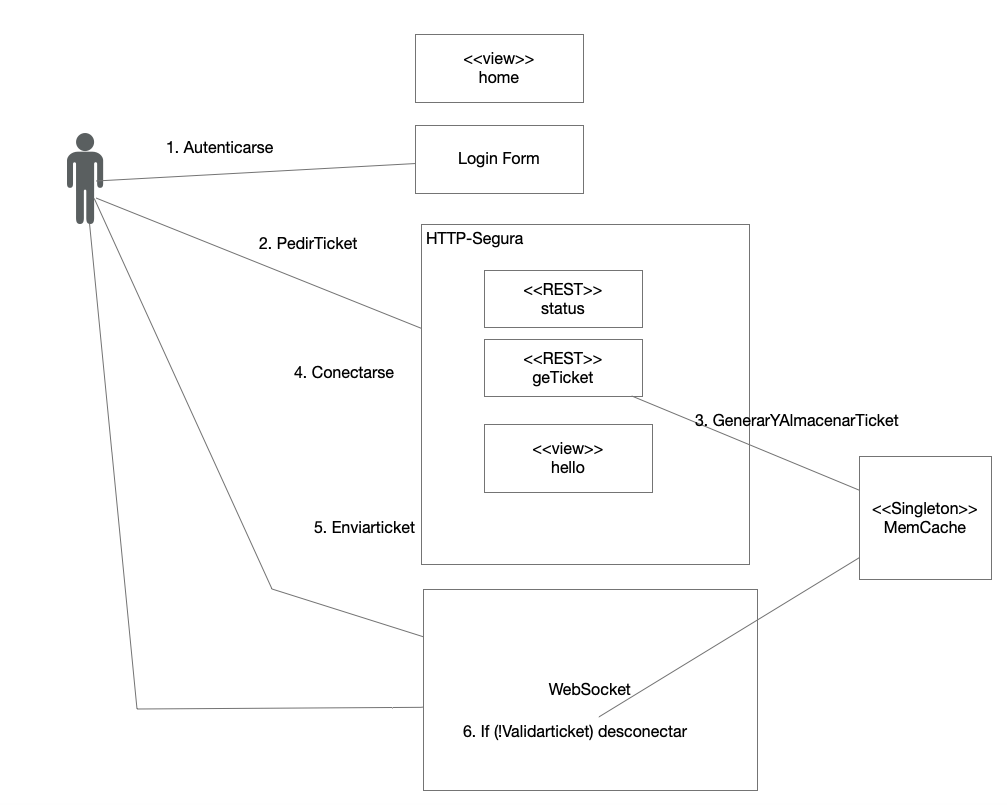 <<view>>
home
1. Autenticarse
Login Form
2. PedirTicket
HTTP-Segura
<<REST>>
status
<<REST>>
geTicket
4. Conectarse
3. GenerarYAlmacenarTicket
<<view>>
hello
<<Singleton>>
MemCache
5. Enviarticket
WebSocket
6. If (!Validarticket) desconectar